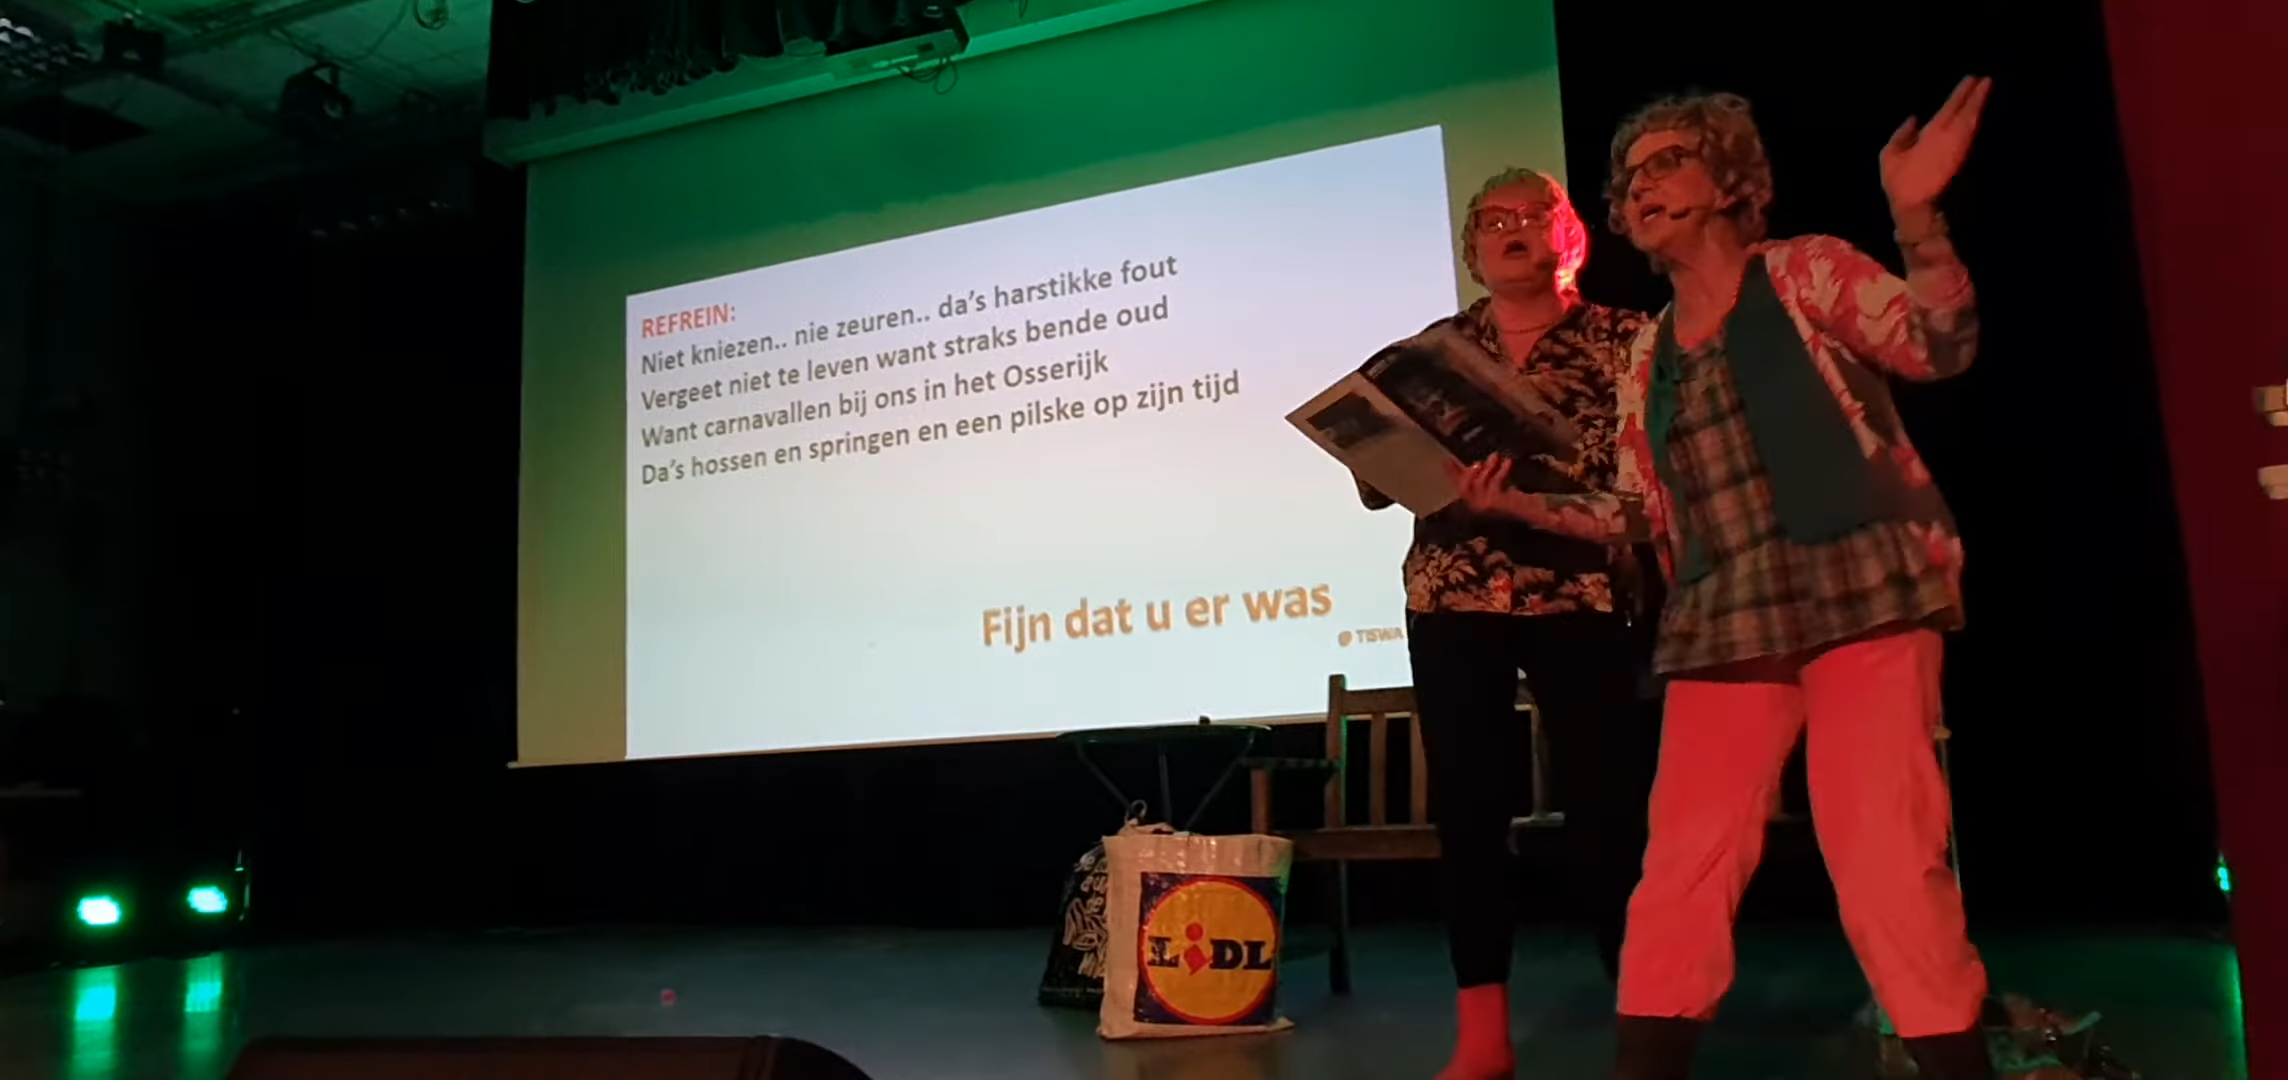 REFREIN:
Niet kniezen.. nie zeuren.. da's harstikke fout
Vergeet niet te leven want straks bende oud
Want carnavallen bij ons in het Osserijk
Da's hossen en springen en een pilske op zijn tijd
Fijn dat u er was
@ TISWA
LiDL